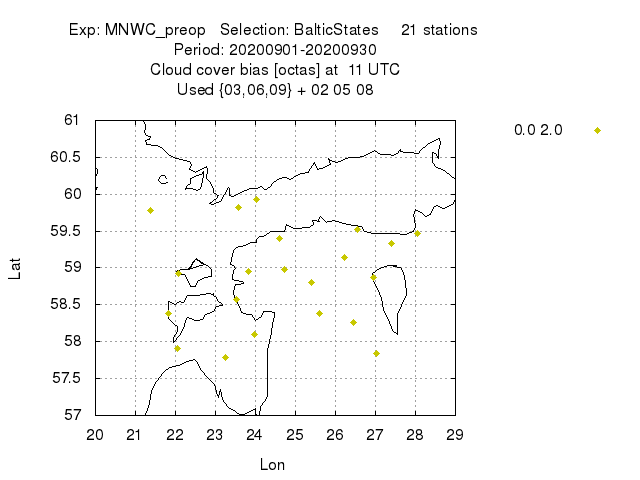 Exp: MNWC_preop   Selection: BalticStates     21 stations
Period: 20200901-20200930
Cloud cover bias [octas] at  11 UTC
Used {03,06,09} + 02 05 08
0.0 2.0
61
60.5
60
59.5
59
58.5
58
57.5
57
Lat
20 21 22 23 24 25 26 27 28 29
Lon